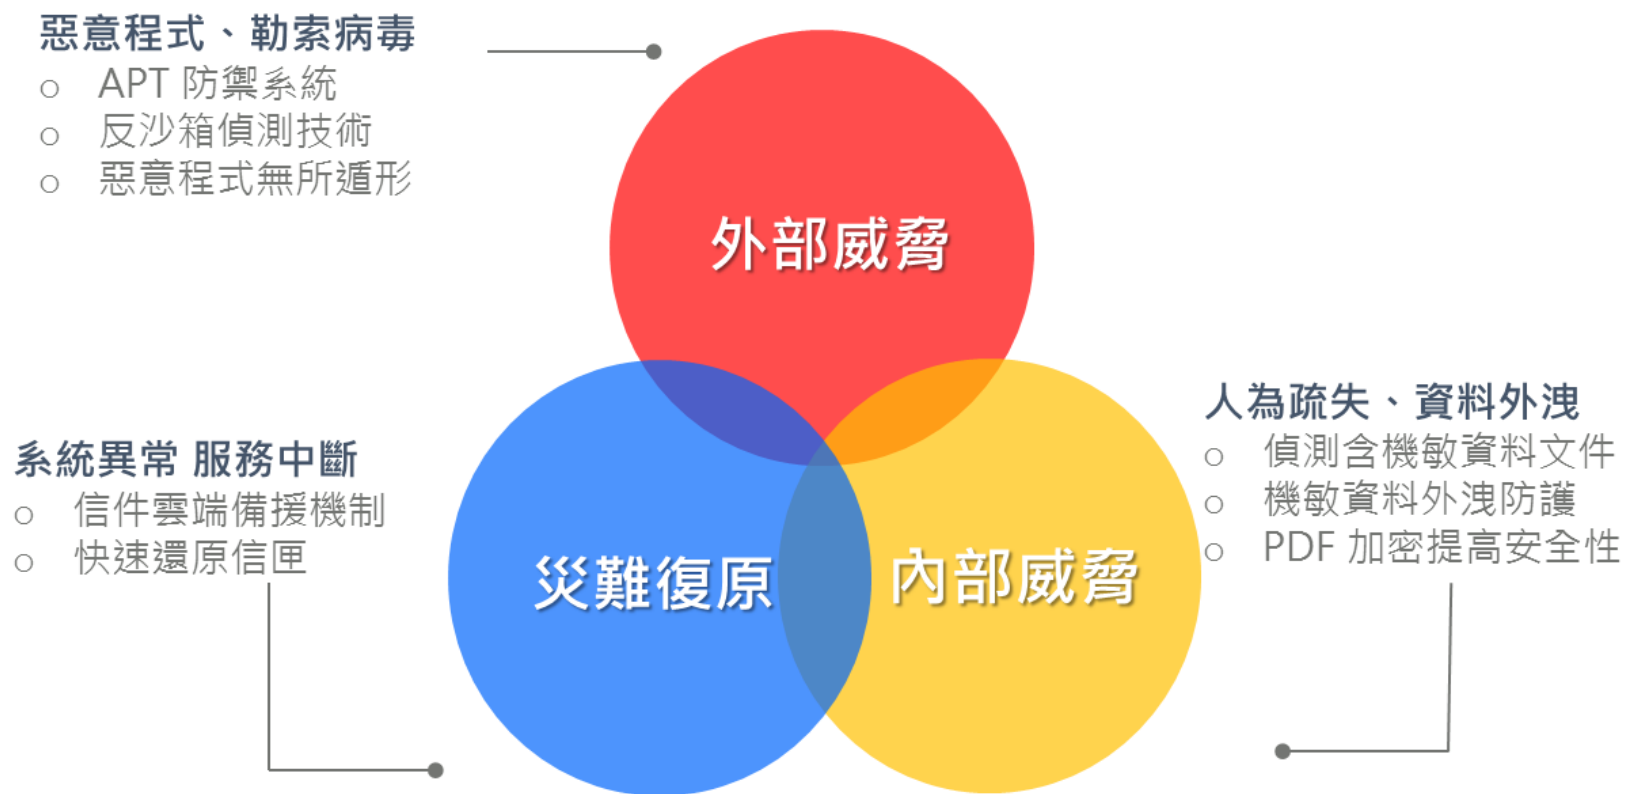 惡意程式、勒索病毒
○ APT 防禦系統
○ 反沙箱偵測技術
○ 惡意程式無所遁形
外部威脅
人為疏失、資料外洩
○ 偵測含機敏資料文件
○ 機敏資料外洩防護
○ PDF 加密提高安全性
系統異常 服務中斷
○ 信件雲端備援機制
○ 快速還原信匣
災難復原
內部威脅